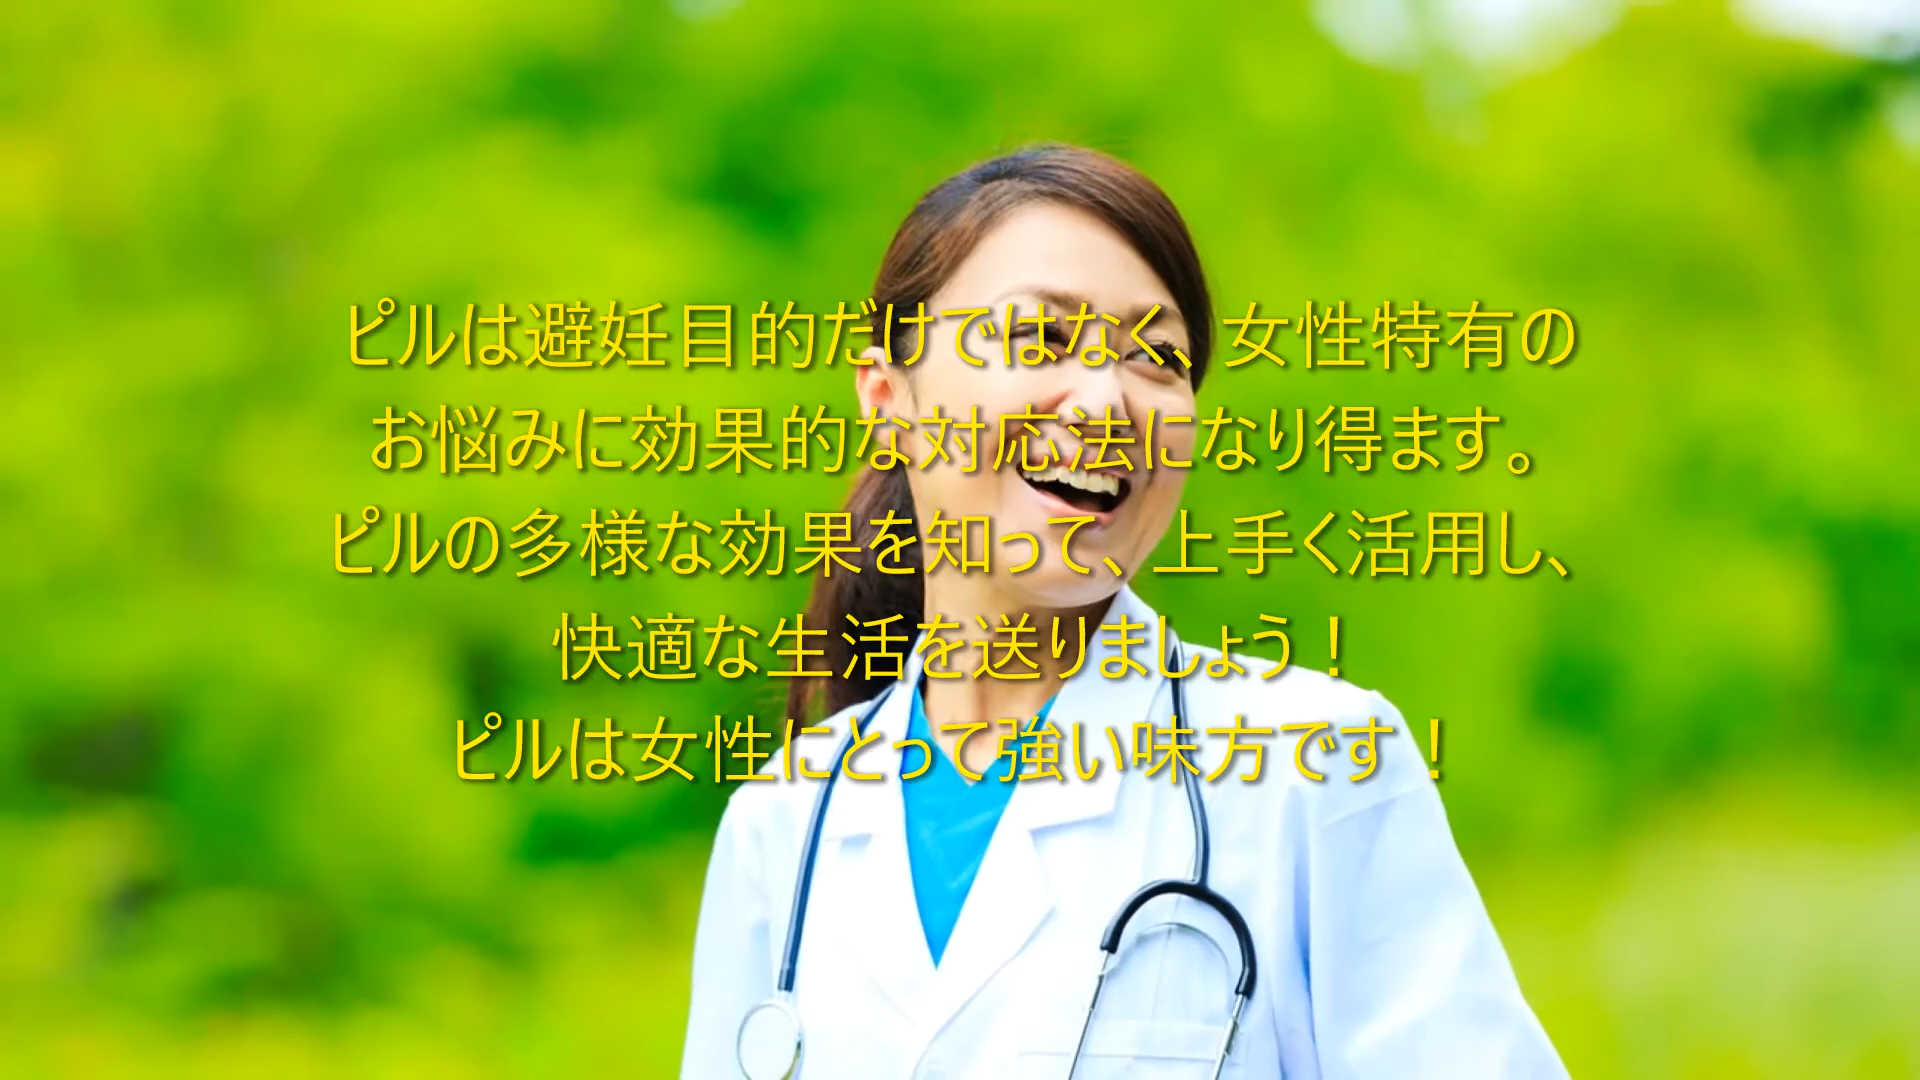 ピルは避妊目的だけではなく、女性特有の
お悩みに効果的な対応法になり得ます。
ピルの多様な効果を知って、上手く活用し、
快適な生活を送りましょう！
ピルは女性にとって強い味方です！